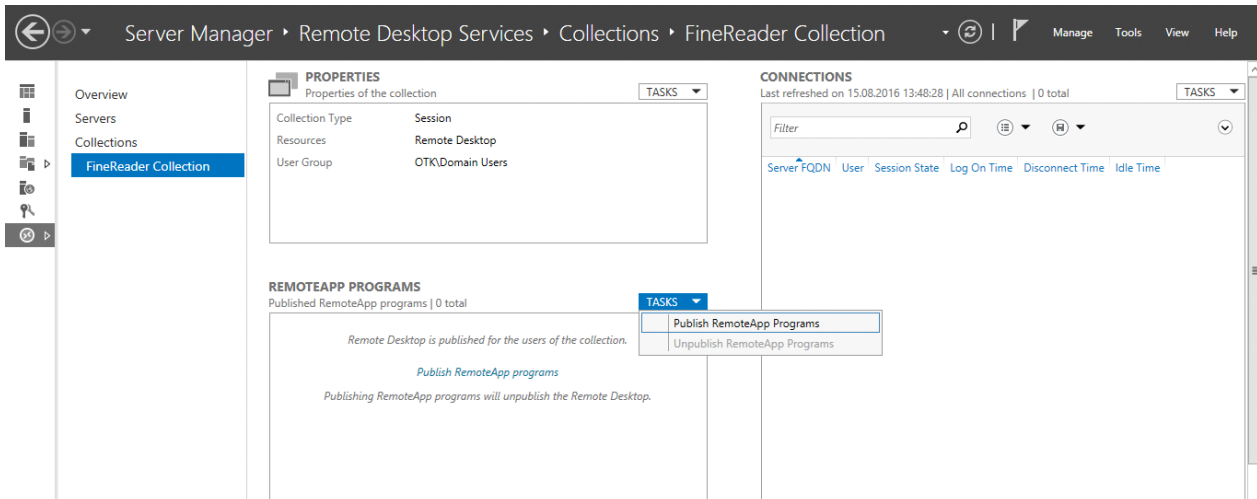 Server Manager ‣ Remote Desktop Services ‣ Collections ‣ FineReader Collection
Manage Tools View Help
Overview
Servers
Collections
FineReader Collection
PROPERTIES
Properties of the collection
TASKS
Collection Type Session
Resources Remote Desktop
User Group OTK\Domain Users
REMOTEAPP PROGRAMS
Published RemoteApp programs | 0 total
TASKS
Publish RemoteApp Programs
Unpublish RemoteApp Programs
Remote Desktop is published for the users of the collection.
Publish RemoteApp programs
Publishing RemoteApp programs will unpublish the Remote Desktop.
CONNECTIONS
Last refreshed on 15.08.2016 13:48:28 | All connections | 0 total
TASKS
Filter
Server FQDN User Session State Log On Time Disconnect Time Idle Time